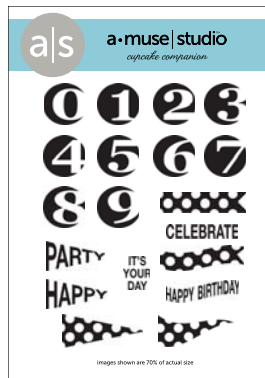 a|s
a•muse|studio
cupcake companion
0 1 2 3
4 5 6 7
8 9
CELEBRATE
PARTY
IT'S
YOUR
DAY
HAPPY
HAPPY BIRTHDAY
images shown are 70% of actual size